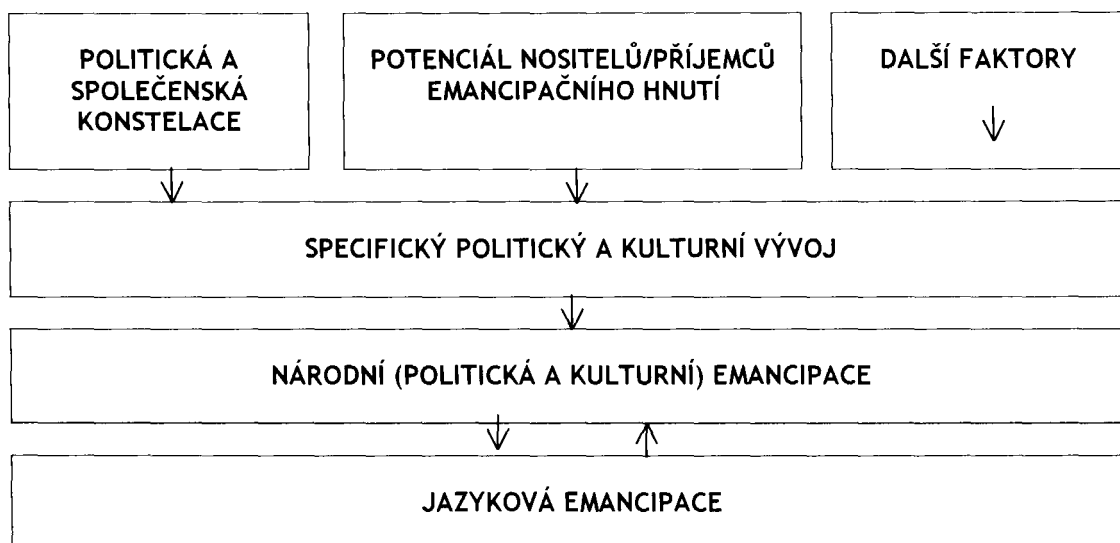 POLITICKÁ A
SPOLEČENSKÁ
KONSTELACE
POTENCIÁL NOSITELŮ/PŘÍJEMCŮ
EMANCIPAČNÍHO HNUTÍ
DALŠÍ FAKTORY
SPECIFICKÝ POLITICKÝ A KULTURNÍ VÝVOJ
NÁRODNÍ (POLITICKÁ A KULTURNÍ) EMANCIPACE
JAZYKOVÁ EMANCIPACE